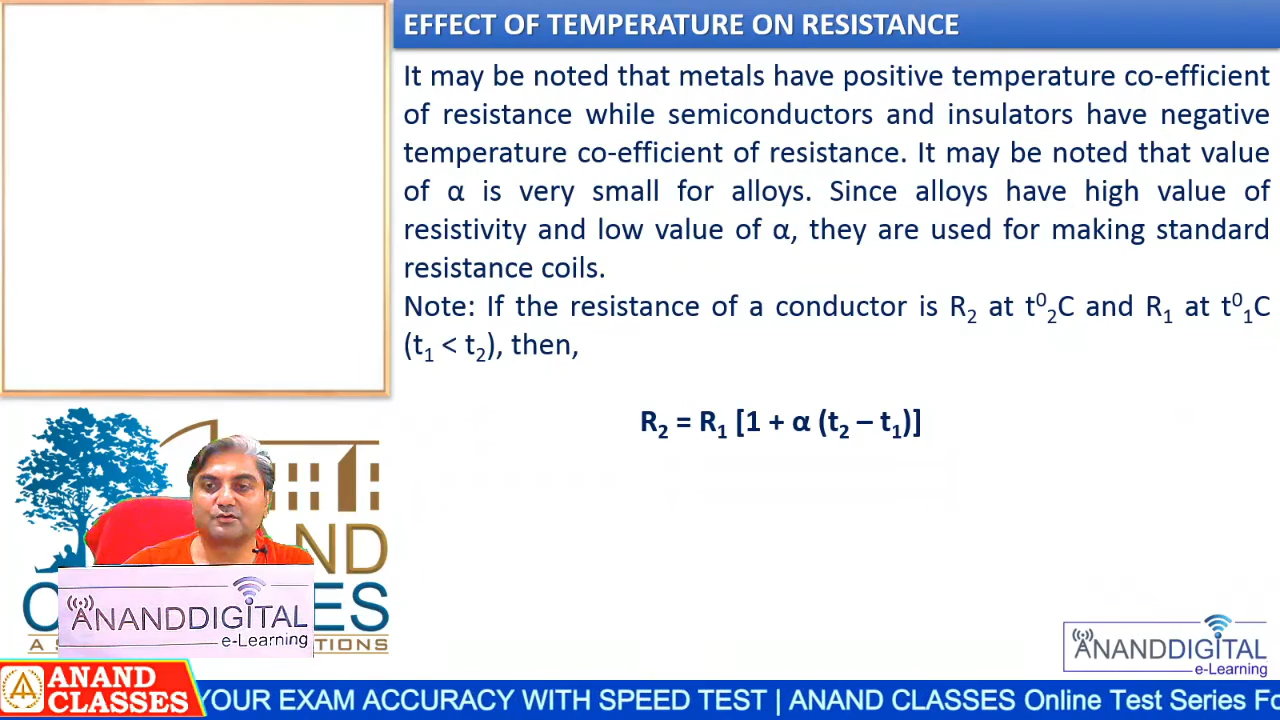 EFFECT OF TEMPERATURE ON RESISTANCE
It may be noted that metals have positive temperature co-efficient
of resistance while semiconductors and insulators have negative
temperature co-efficient of resistance. It may be noted that value
of α is very small for alloys. Since alloys have high value of
resistivity and low value of α, they are used for making standard
resistance coils.
Note: If the resistance of a conductor is R₂ at t⁰₂C and R₁ at t⁰₁C
(t₁ < t₂), then,
R₂ = R₁ [1 + α (t₂ – t₁)]
ANANDDIGITAL
e-Learning
ANANDDIGITAL
e-Learning
ANAND
CLASSES
YOUR EXAM ACCURACY WITH SPEED TEST | ANAND CLASSES Online Test Series Fo